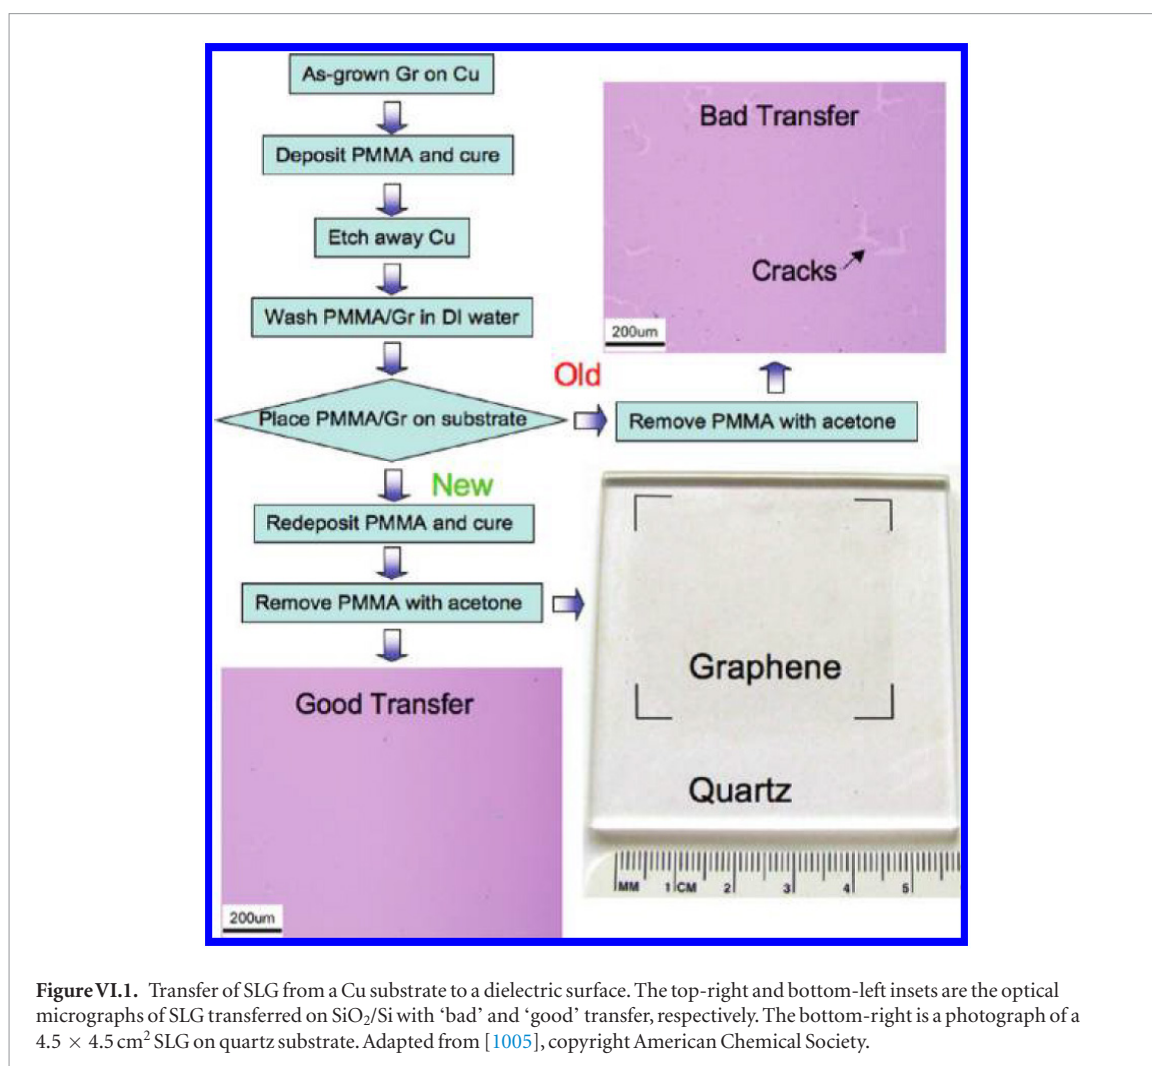 As-grown Gr on Cu
Deposit PMMA and cure
Etch away Cu
Wash PMMA/Gr in DI water
Place PMMA/Gr on substrate
Old
Remove PMMA with acetone
Bad Transfer
Cracks
200um
New
Redeposit PMMA and cure
Remove PMMA with acetone
Good Transfer
200um
Graphene
Quartz
MM 1 CM 2 3 4 5
Figure VI.1. Transfer of SLG from a Cu substrate to a dielectric surface. The top-right and bottom-left insets are the optical
micrographs of SLG transferred on SiO₂/Si with ‘bad’ and ‘good’ transfer, respectively. The bottom-right is a photograph of a
4.5 × 4.5 cm² SLG on quartz substrate. Adapted from [1005], copyright American Chemical Society.